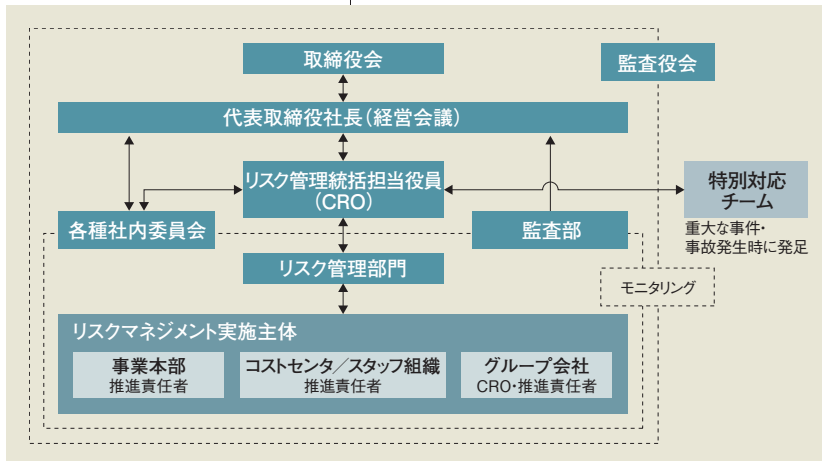 取締役会
監査役会
代表取締役社長（経営会議）
リスク管理統括担当役員
（CRO）
特別対応
チーム
重大な事件・
事故発生時に発足
各種社内委員会
監査部
リスク管理部門
モニタリング
リスクマネジメント実施主体
事業本部
推進責任者
コストセンタ／スタッフ組織
推進責任者
グループ会社
CRO・推進責任者